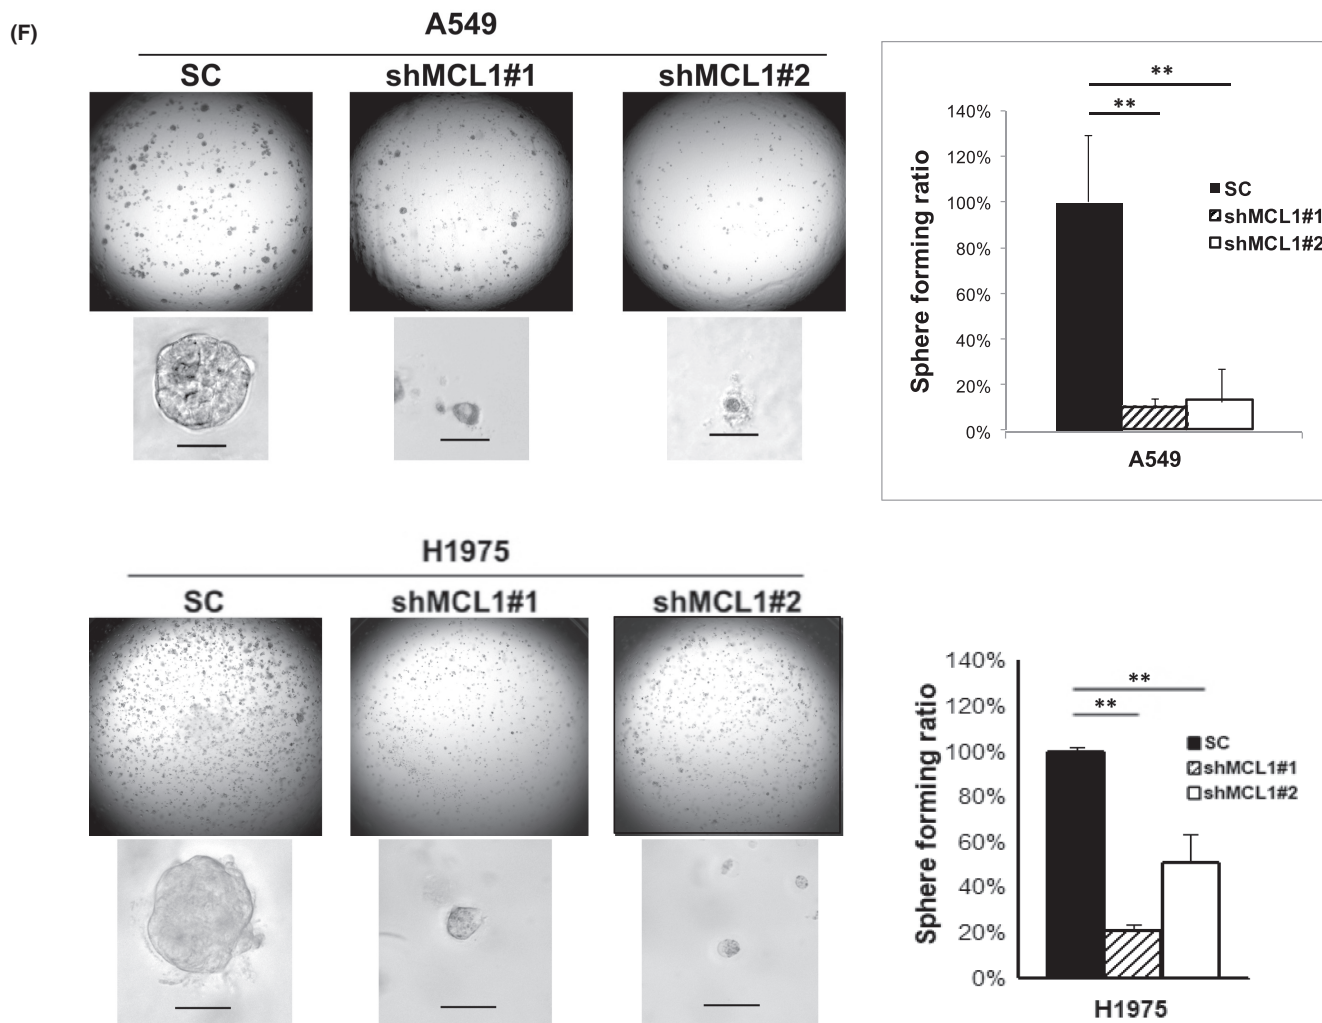 (F)
A549
SC shMCL1#1 shMCL1#2
**
**
140%
120%
100%
80%
60%
40%
20%
0%
Sphere forming ratio
SC
shMCL1#1
shMCL1#2
A549
H1975
SC shMCL1#1 shMCL1#2
**
**
140%
120%
100%
80%
60%
40%
20%
0%
Sphere forming ratio
SC
shMCL1#1
shMCL1#2
H1975